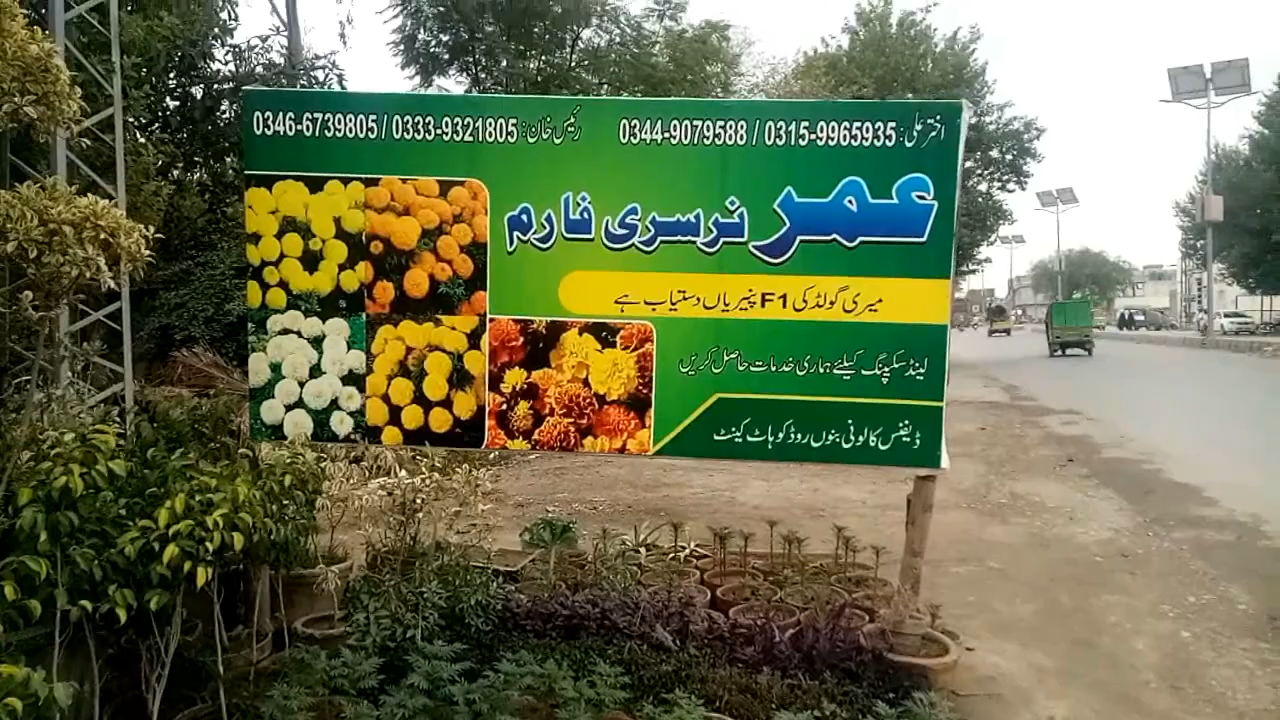 اختر علی: 0315-9965935 / 0344-9079588 رئیس خان: 0333-9321805 / 0346-6739805
عمر نرسری فارم
میری گولڈ کی F1 پنیریاں دستیاب ہے
لینڈ سکیپنگ کیلئے ہماری خدمات حاصل کریں
ڈیفنس کالونی بنوں روڈ کوہاٹ کینٹ